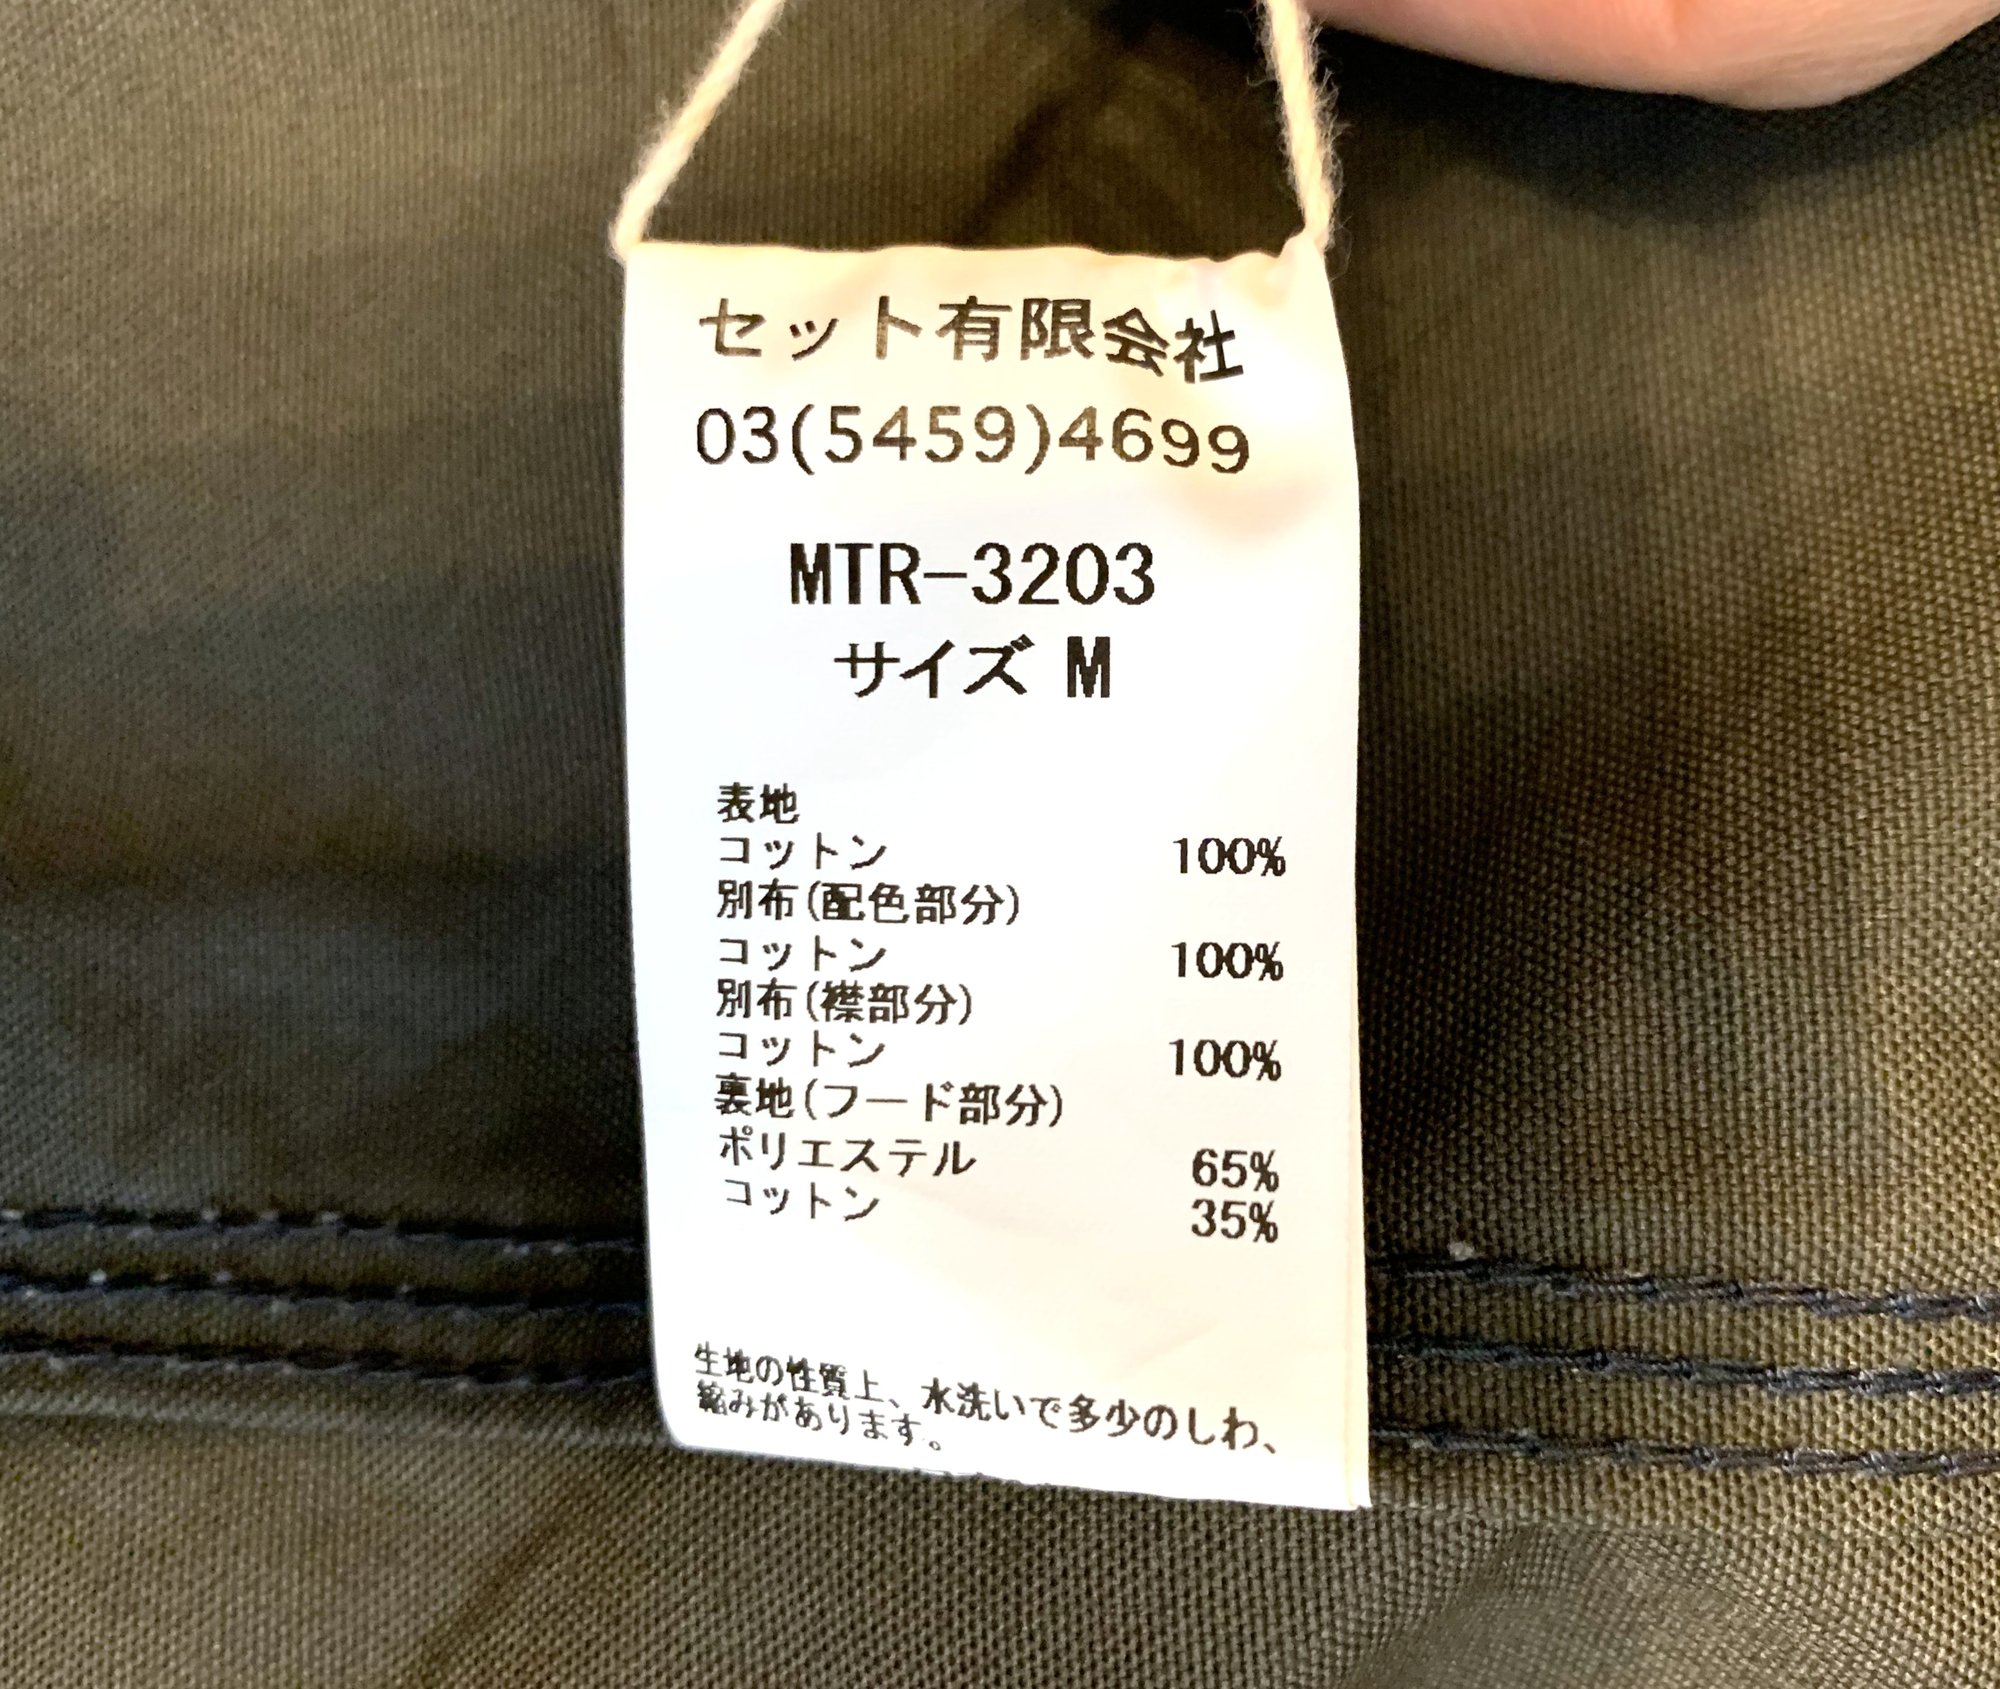 セット有限会社
03(5459)4699
MTR-3203
サイズ M
表地
コットン 100%
別布(配色部分)
コットン 100%
別布(襟部分)
コットン 100%
裏地(フード部分)
ポリエステル 65%
コットン 35%
生地の性質上、水洗いで多少のしわ、
縮みがあります。